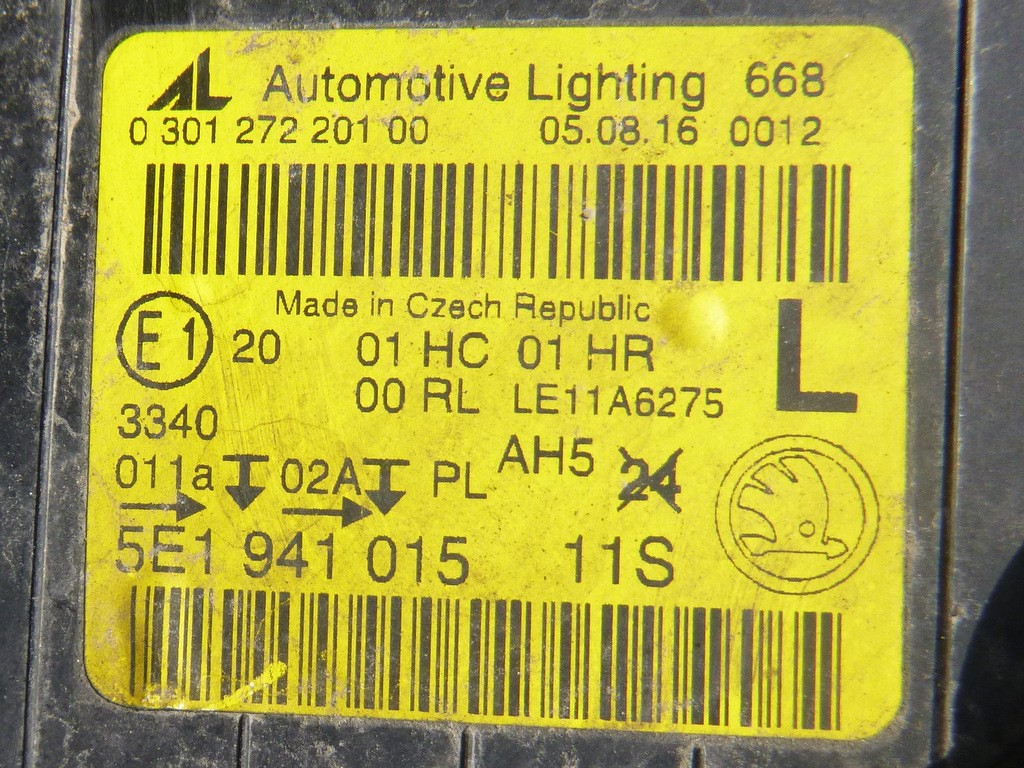 AL Automotive Lighting 668
0 301 272 201 00 05.08.16 0012
Made in Czech Republic
E1 20 01 HC 01 HR L
00 RL LE11A6275
3340
011a 02A PL AH5 24
5E1 941 015 11S